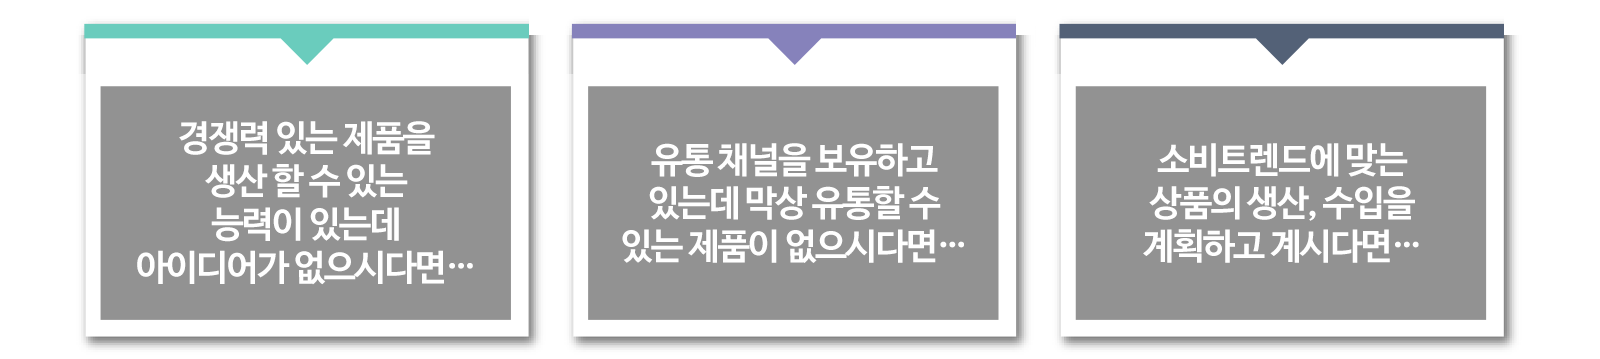 경쟁력 있는 제품을
생산 할 수 있는
능력이 있는데
아이디어가 없으시다면…
유통 채널을 보유하고
있는데 막상 유통할 수
있는 제품이 없으시다면…
소비트렌드에 맞는
상품의 생산, 수입을
계획하고 계시다면…